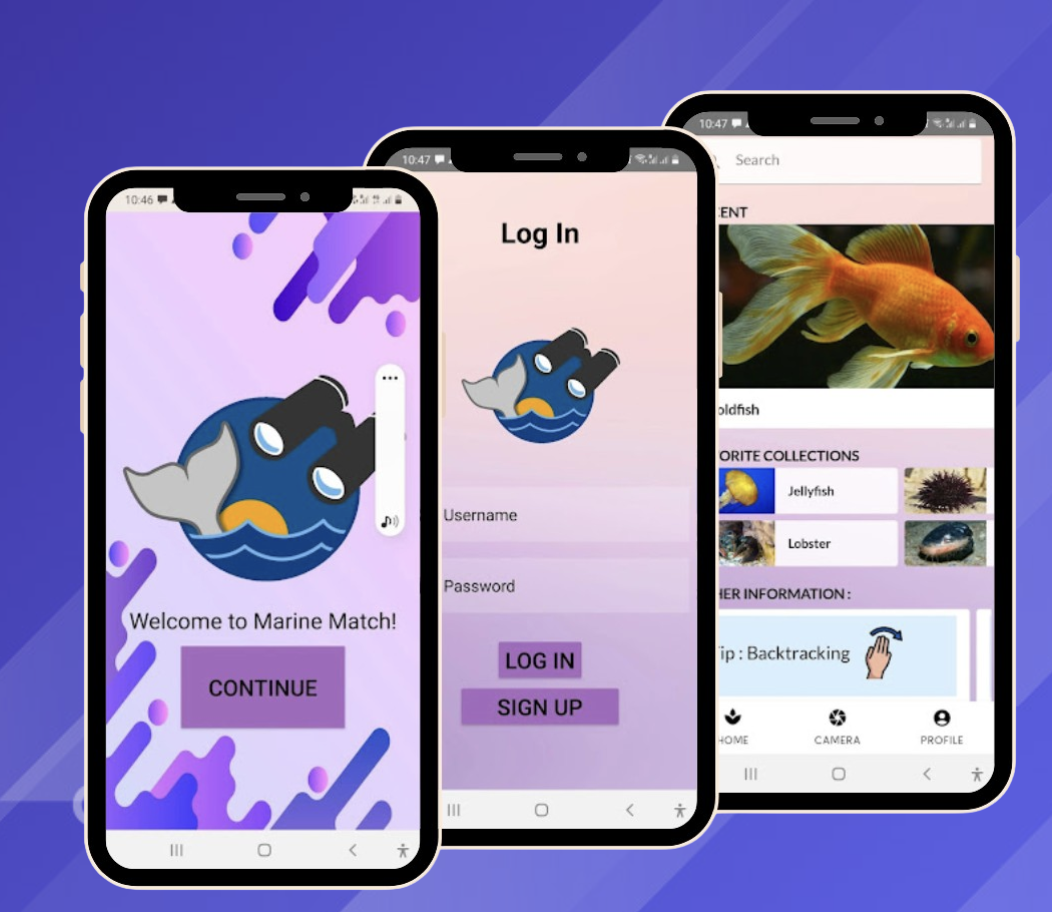 10:46
Welcome to Marine Match!
CONTINUE
10:47
Log In
Username
Password
LOG IN
SIGN UP
10:47
Search
ENT
oldfish
ORITE COLLECTIONS
Jellyfish
Lobster
HER INFORMATION :
ip : Backtracking
HOME
CAMERA
PROFILE